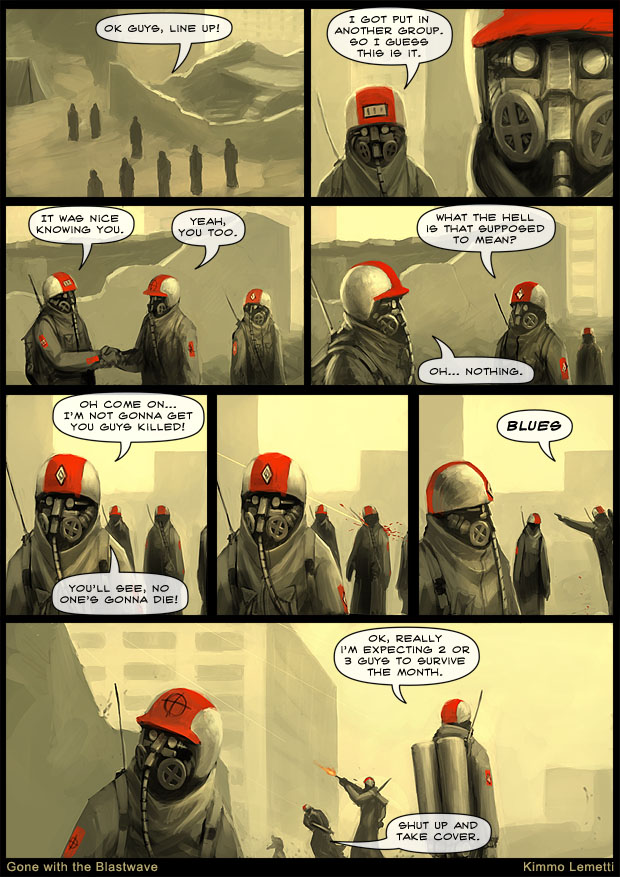 OK GUYS, LINE UP!
I GOT PUT IN
ANOTHER GROUP.
SO I GUESS
THIS IS IT.
IT WAS NICE
KNOWING YOU.
YEAH,
YOU TOO.
WHAT THE HELL
IS THAT SUPPOSED
TO MEAN?
OH... NOTHING.
OH COME ON...
I'M NOT GONNA GET
YOU GUYS KILLED!
YOU'LL SEE, NO
ONE'S GONNA DIE!
BLUES
OK, REALLY
I'M EXPECTING 2 OR
3 GUYS TO SURVIVE
THE MONTH.
SHUT UP AND
TAKE COVER.
Gone with the Blastwave
Kimmo Lemetti